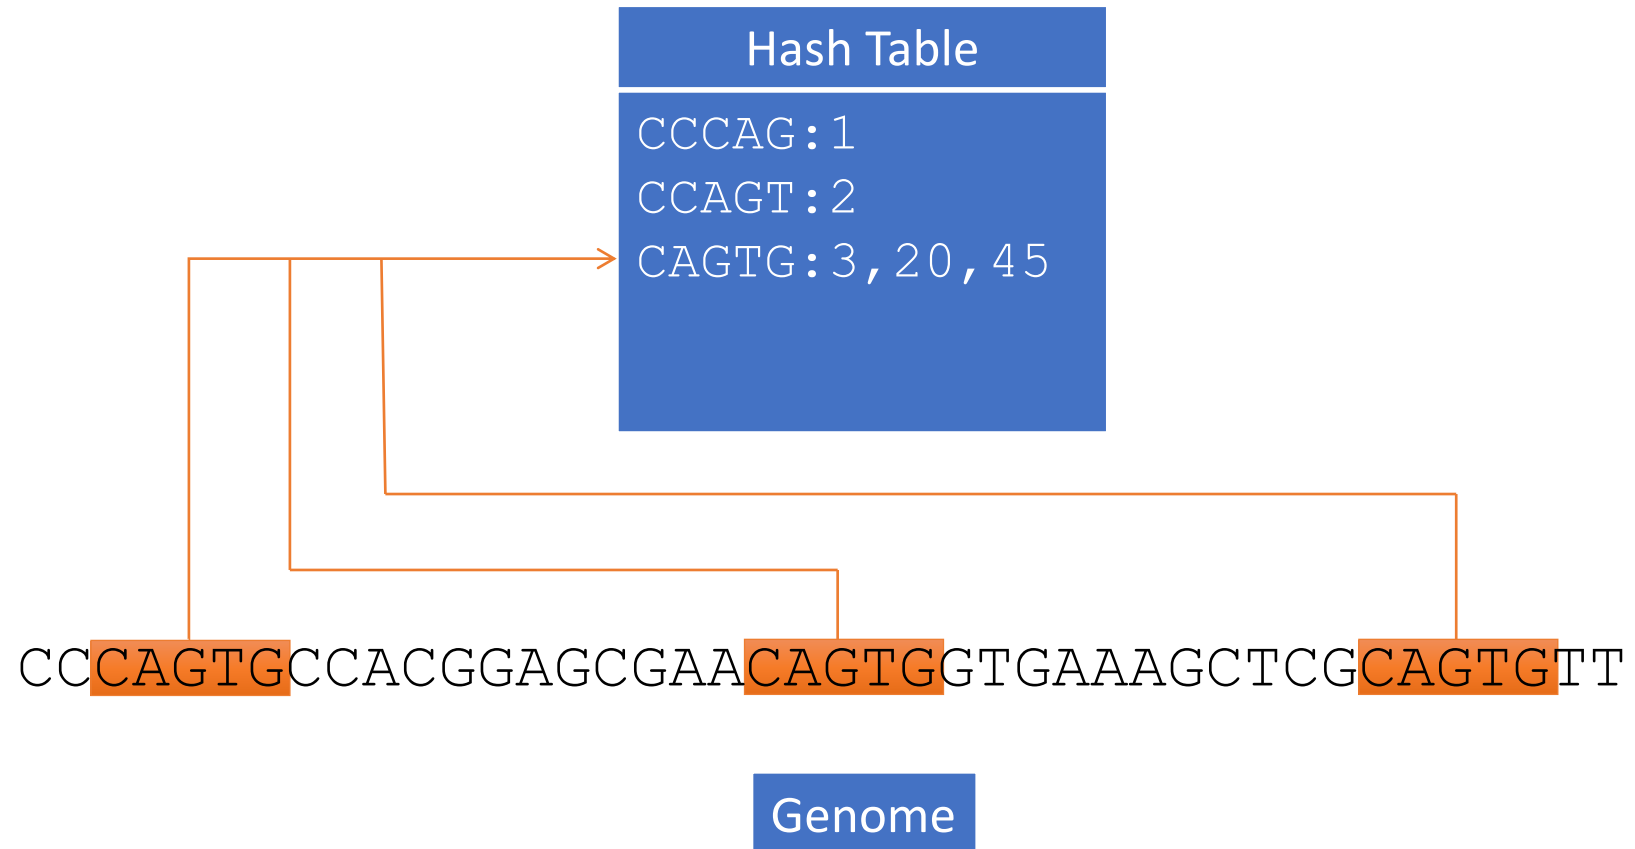 Hash Table
CCCAG:1
CCAGT:2
CAGTG:3,20,45
CCCAGTGCCACGGAGCGAACAGTGGTGAAAGCTCGCAGTGTT
Genome